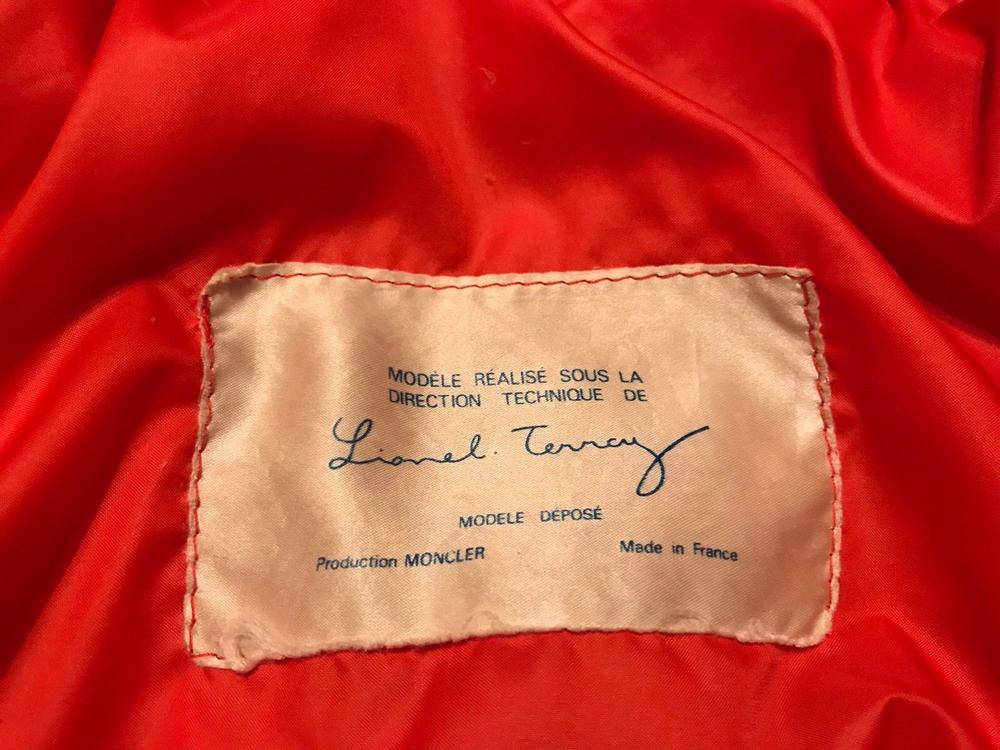 MODÈLE RÉALISÉ SOUS LA
DIRECTION TECHNIQUE DE
Lionel. Terray
MODELE DÉPOSÉ
Production MONCLER Made in France